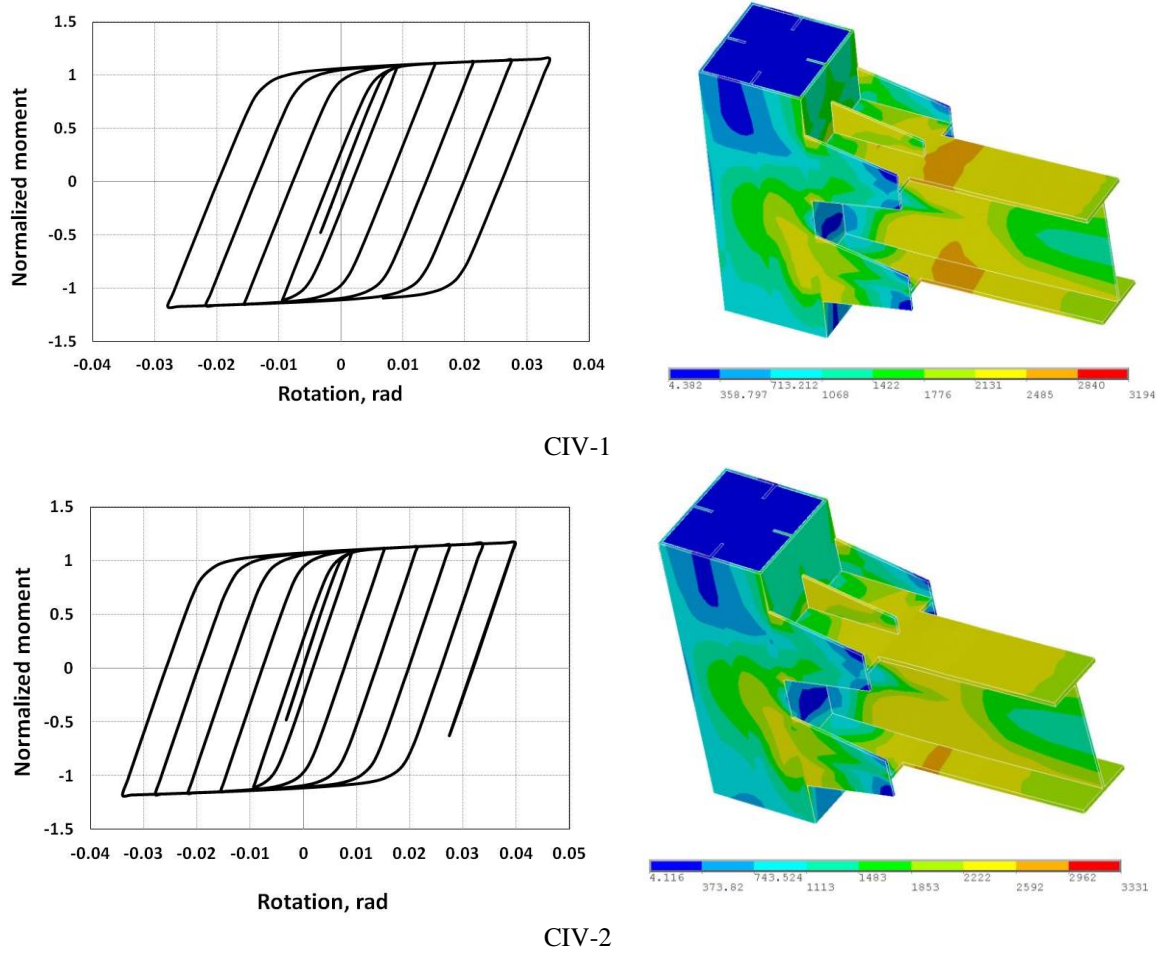 1.5
1
0.5
0
-0.5
-1
-1.5
Normalized moment
-0.04 -0.03 -0.02 -0.01 0 0.01 0.02 0.03 0.04
Rotation, rad
4.382 713.212 1422 2131 2840
358.797 1068 1776 2485 3194
CIV-1
1.5
1
0.5
0
-0.5
-1
-1.5
Normalized moment
-0.04 -0.03 -0.02 -0.01 0 0.01 0.02 0.03 0.04 0.05
Rotation, rad
4.116 743.524 1483 2222 2962
373.82 1113 1853 2592 3331
CIV-2